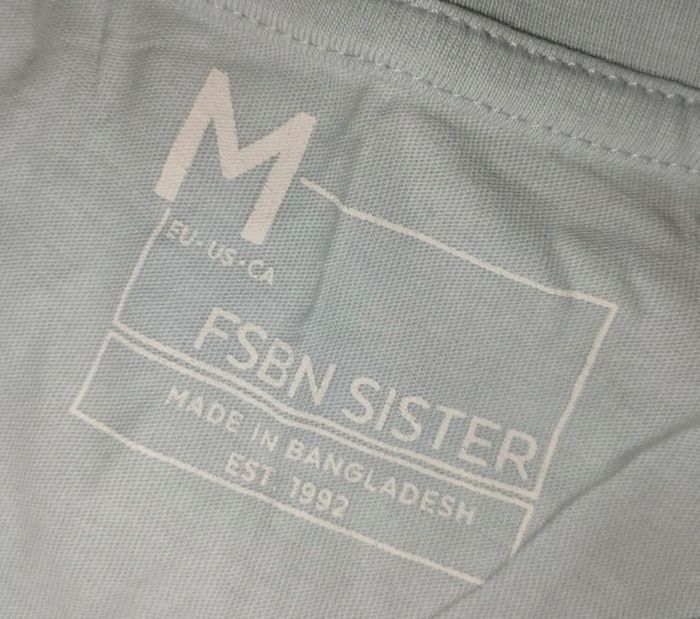 M
EU·US·CA
FSBN SISTER
MADE IN BANGLADESH
EST. 1992